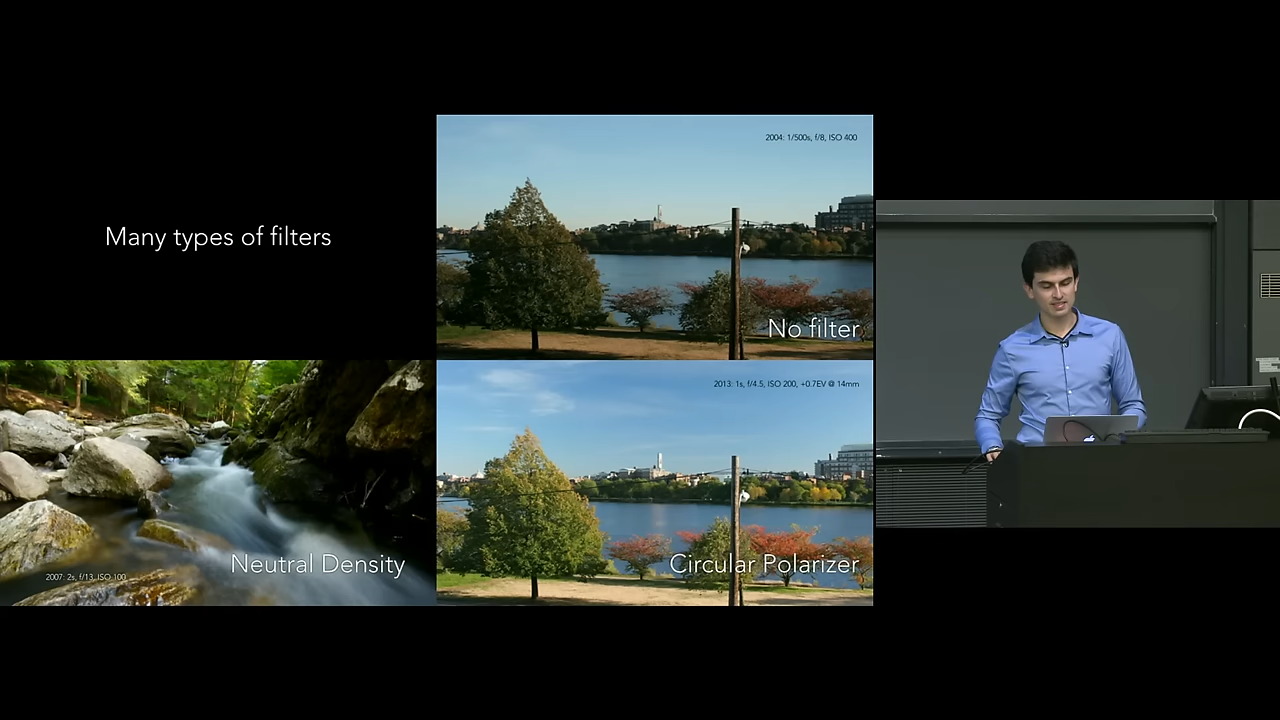 Many types of filters
2004: 1/500s, f/8, ISO 400
No filter
2007: 2s, f/13, ISO 100
Neutral Density
2013: 1s, f/4.5, ISO 200, +0.7EV @ 14mm
Circular Polarizer